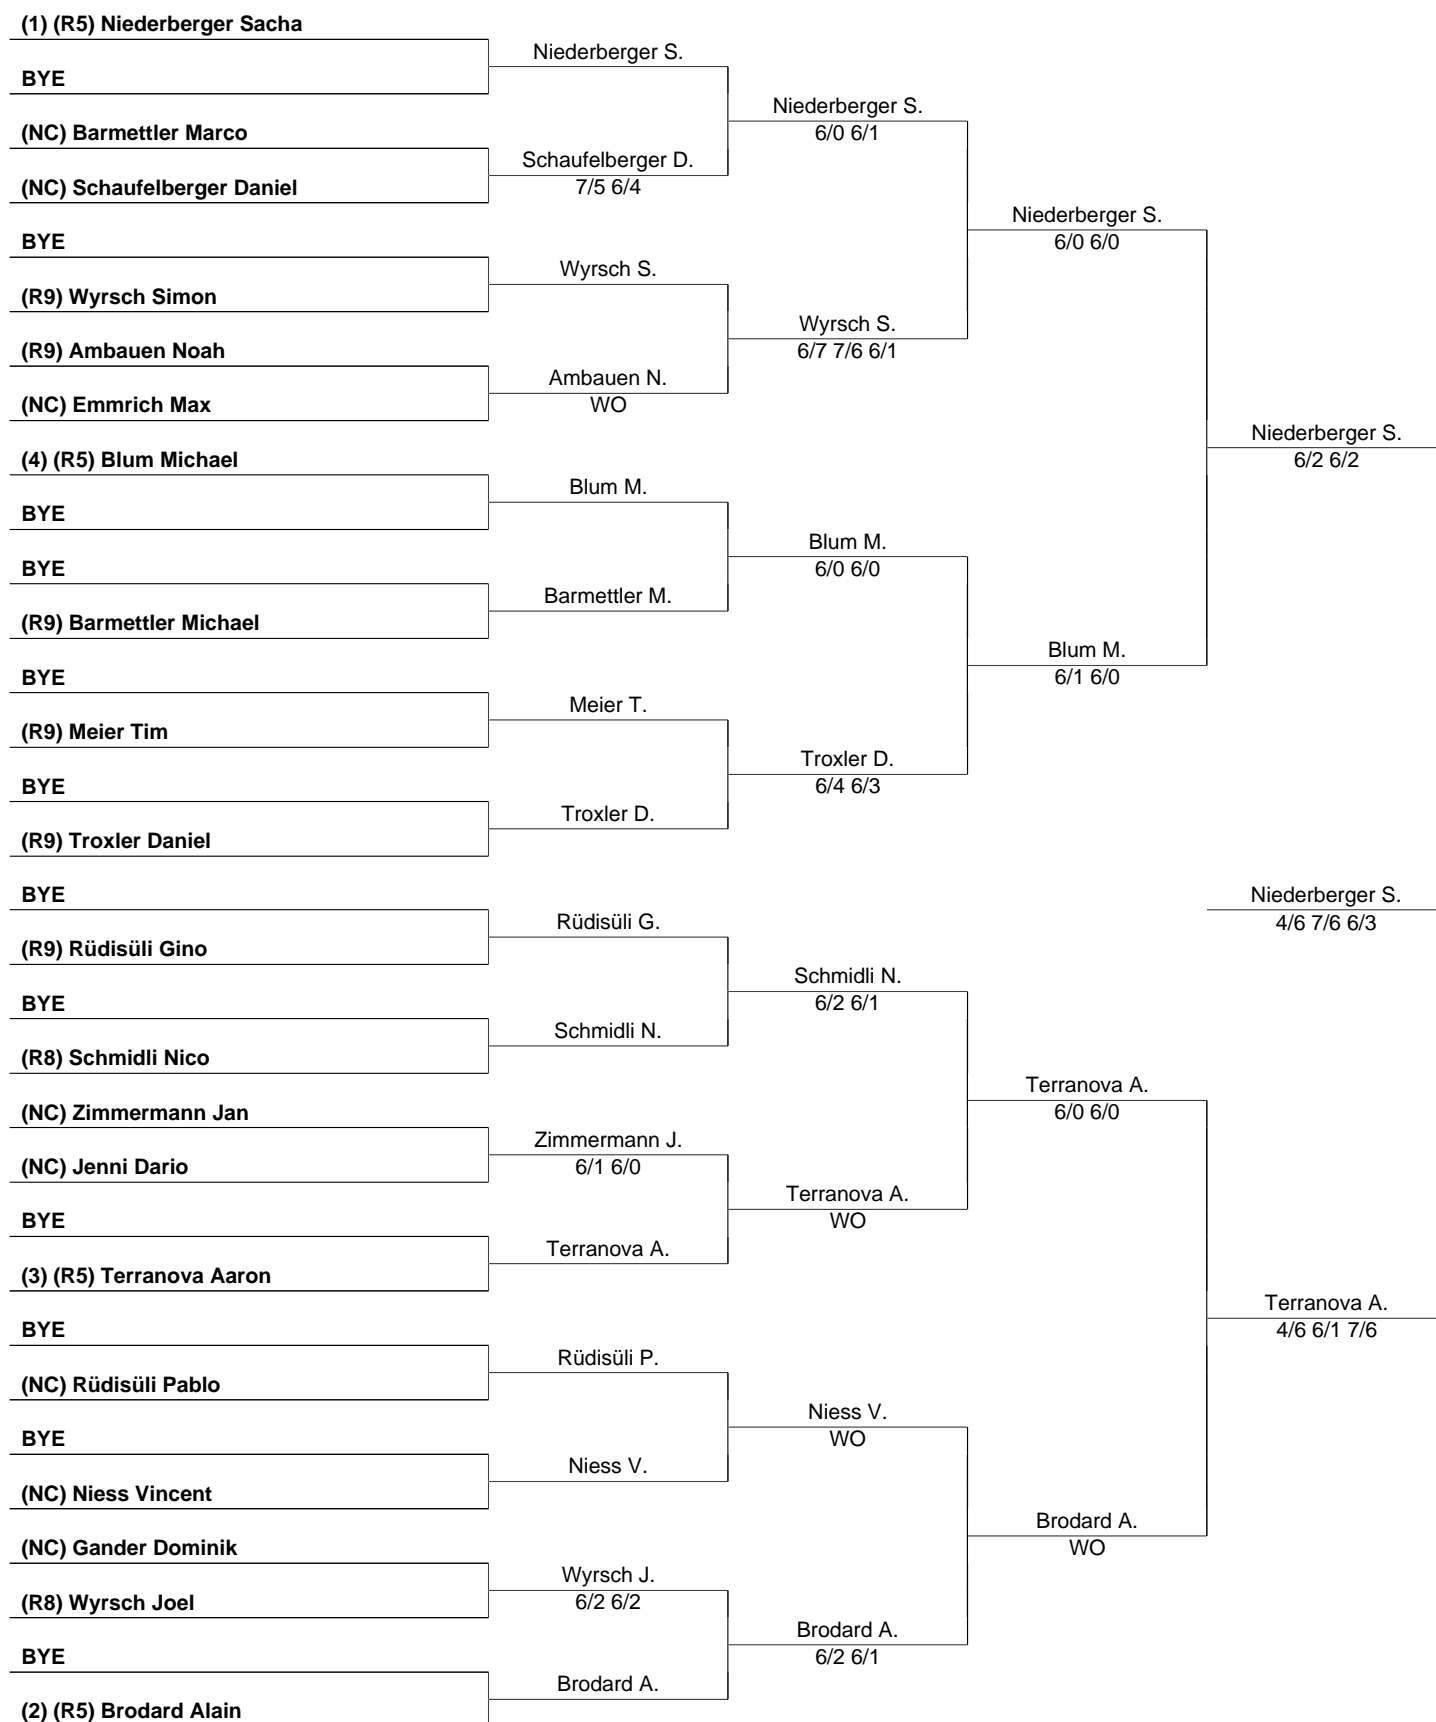 (1) (R5) Niederberger Sacha
BYE
(NC) Barmettler Marco
(NC) Schaufelberger Daniel
BYE
(R9) Wyrsch Simon
(R9) Ambauen Noah
(NC) Emmrich Max
(4) (R5) Blum Michael
BYE
BYE
(R9) Barmettler Michael
BYE
(R9) Meier Tim
BYE
(R9) Troxler Daniel
BYE
(R9) Rüdisüli Gino
BYE
(R8) Schmidli Nico
(NC) Zimmermann Jan
(NC) Jenni Dario
BYE
(3) (R5) Terranova Aaron
BYE
(NC) Rüdisüli Pablo
BYE
(NC) Niess Vincent
(NC) Gander Dominik
(R8) Wyrsch Joel
BYE
(2) (R5) Brodard Alain
Niederberger S.
Schaufelberger D.
7/5 6/4
Wyrsch S.
Ambauen N.
WO
Blum M.
Barmettler M.
Meier T.
Troxler D.
Rüdisüli G.
Schmidli N.
Zimmermann J.
6/1 6/0
Terranova A.
Rüdisüli P.
Niess V.
Wyrsch J.
6/2 6/2
Brodard A.
Niederberger S.
6/0 6/1
Wyrsch S.
6/7 7/6 6/1
Blum M.
6/0 6/0
Troxler D.
6/4 6/3
Schmidli N.
6/2 6/1
Terranova A.
WO
Niess V.
WO
Brodard A.
6/2 6/1
Niederberger S.
6/0 6/0
Blum M.
6/1 6/0
Terranova A.
6/0 6/0
Brodard A.
WO
Niederberger S.
6/2 6/2
Niederberger S.
4/6 7/6 6/3
Terranova A.
4/6 6/1 7/6